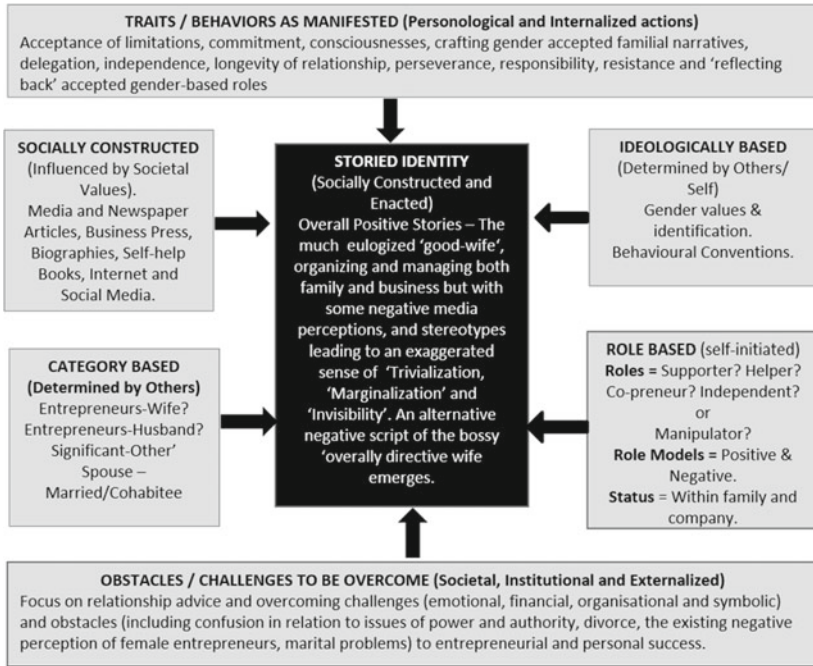 TRAITS / BEHAVIORS AS MANIFESTED (Personological and Internalized actions)
Acceptance of limitations, commitment, consciousnesses, crafting gender accepted familial narratives,
delegation, independence, longevity of relationship, perseverance, responsibility, resistance and ‘reflecting
back’ accepted gender-based roles
SOCIALLY CONSTRUCTED
(Influenced by Societal
Values).
Media and Newspaper
Articles, Business Press,
Biographies, Self-help
Books, Internet and
Social Media.
STORIED IDENTITY
(Socially Constructed and
Enacted)
Overall Positive Stories – The
much eulogized ‘good-wife‘,
organizing and managing both
family and business but with
some negative media
perceptions, and stereotypes
leading to an exaggerated
sense of ‘Trivialization,
‘Marginalization’ and
‘Invisibility’. An alternative
negative script of the bossy
‘overally directive wife
emerges.
IDEOLOGICALLY BASED
(Determined by Others/
Self)
Gender values &
identification.
Behavioural Conventions.
CATEGORY BASED
(Determined by Others)
Entrepreneurs-Wife?
Entrepreneurs-Husband?
Significant-Other’
Spouse –
Married/Cohabitee
ROLE BASED (self-initiated)
Roles = Supporter? Helper?
Co-preneur? Independent?
or
Manipulator?
Role Models = Positive &
Negative.
Status = Within family and
company.
OBSTACLES / CHALLENGES TO BE OVERCOME (Societal, Institutional and Externalized)
Focus on relationship advice and overcoming challenges (emotional, financial, organisational and symbolic)
and obstacles (including confusion in relation to issues of power and authority, divorce, the existing negative
perception of female entrepreneurs, marital problems) to entrepreneurial and personal success.